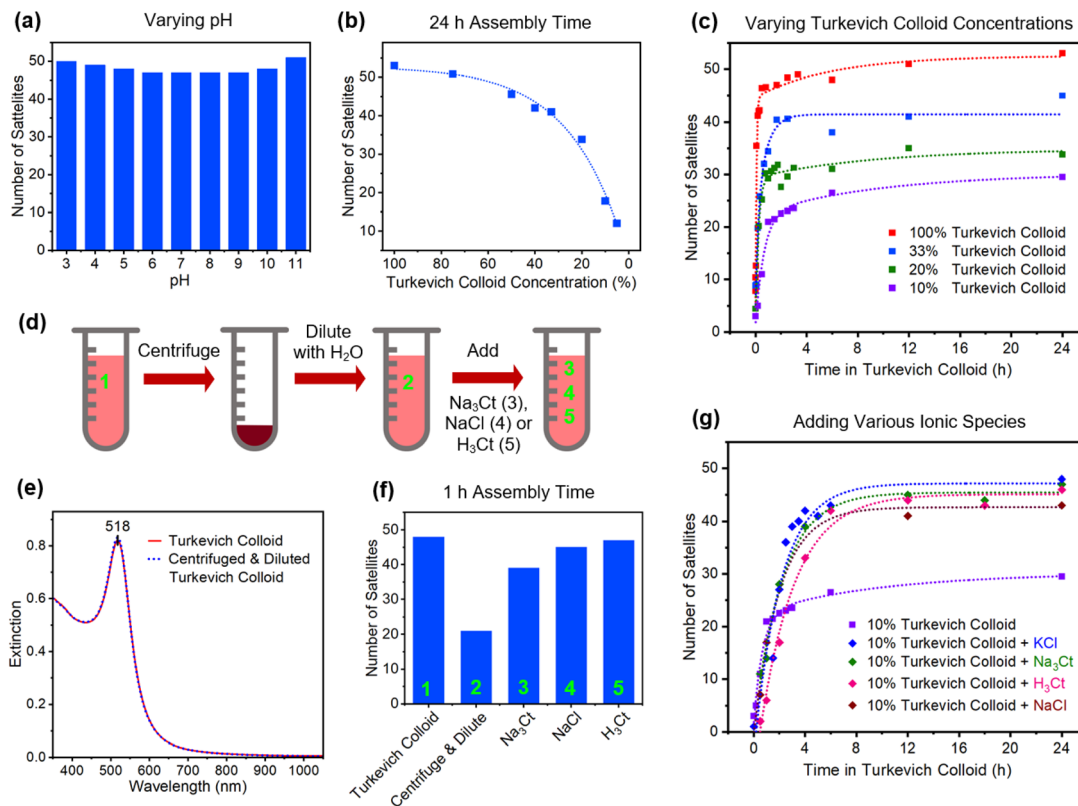 (a)
Varying pH
Number of Sattelites
50
40
30
20
10
0
3 4 5 6 7 8 9 10 11
pH
(b)
24 h Assembly Time
Number of Satellites
50
40
30
20
10
100 80 60 40 20 0
Turkevich Colloid Concentration (%)
(c)
Varying Turkevich Colloid Concentrations
Number of Satellites
50
40
30
20
10
0
100% Turkevich Colloid
33% Turkevich Colloid
20% Turkevich Colloid
10% Turkevich Colloid
0 4 8 12 16 20 24
Time in Turkevich Colloid (h)
(d)
1
Centrifuge
Dilute
with H₂O
2
Add
Na₃Ct (3),
NaCl (4) or
H₃Ct (5)
3
4
5
(e)
518
Extinction
0.8
0.6
0.4
0.2
0.0
Turkevich Colloid
Centrifuged & Diluted
Turkevich Colloid
400 500 600 700 800 900 1000
Wavelength (nm)
(f)
1 h Assembly Time
Number of Satellites
50
40
30
20
10
0
1 2 3 4 5
Turkevich Colloid
Centrifuge & Dilute
Na₃Ct
NaCl
H₃Ct
(g)
Adding Various Ionic Species
Number of Satellites
50
40
30
20
10
0
10% Turkevich Colloid
10% Turkevich Colloid + KCl
10% Turkevich Colloid + Na₃Ct
10% Turkevich Colloid + H₃Ct
10% Turkevich Colloid + NaCl
0 4 8 12 16 20 24
Time in Turkevich Colloid (h)